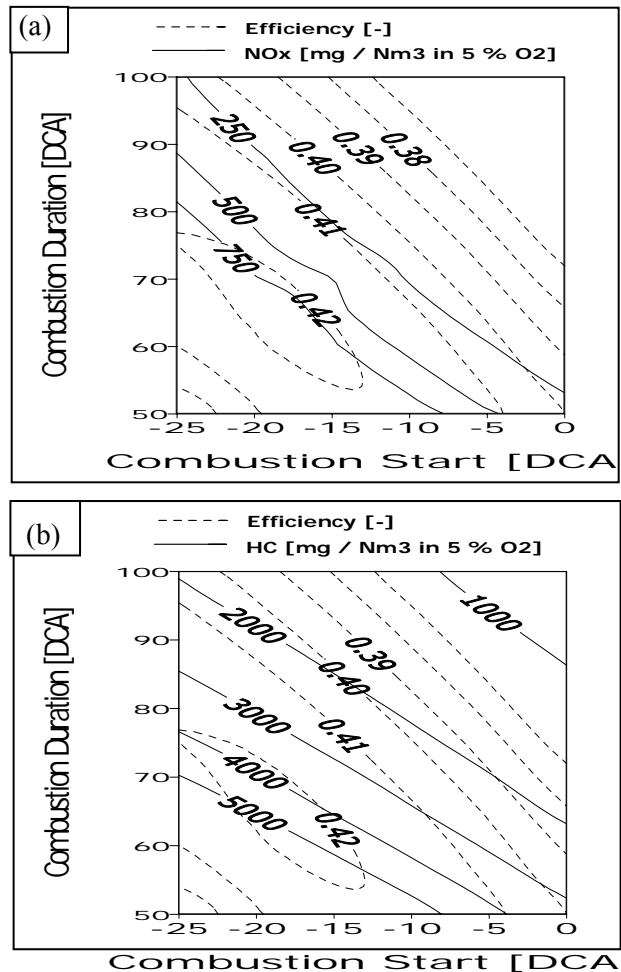 (a)
Efficiency [-]
NOx [mg / Nm3 in 5 % O2]
Combustion Duration [DCA]
100
90
80
70
60
50
250
500
750
0.38
0.39
0.40
0.41
0.42
-25 -20 -15 -10 -5 0
Combustion Start [DCA
(b)
Efficiency [-]
HC [mg / Nm3 in 5 % O2]
Combustion Duration [DCA]
100
90
80
70
60
50
1000
2000
3000
4000
5000
0.39
0.40
0.41
0.42
-25 -20 -15 -10 -5 0
Combustion Start [DCA